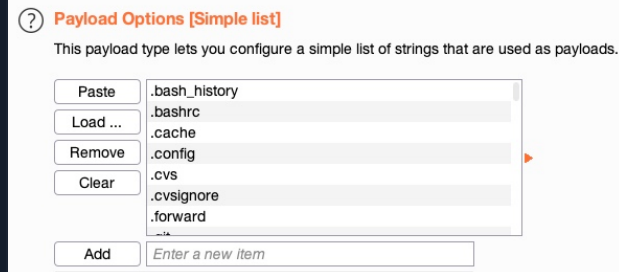 ? Payload Options [Simple list]
This payload type lets you configure a simple list of strings that are used as payloads.
Paste
Load ...
Remove
Clear
.bash_history
.bashrc
.cache
.config
.cvs
.cvsignore
.forward
Add
Enter a new item